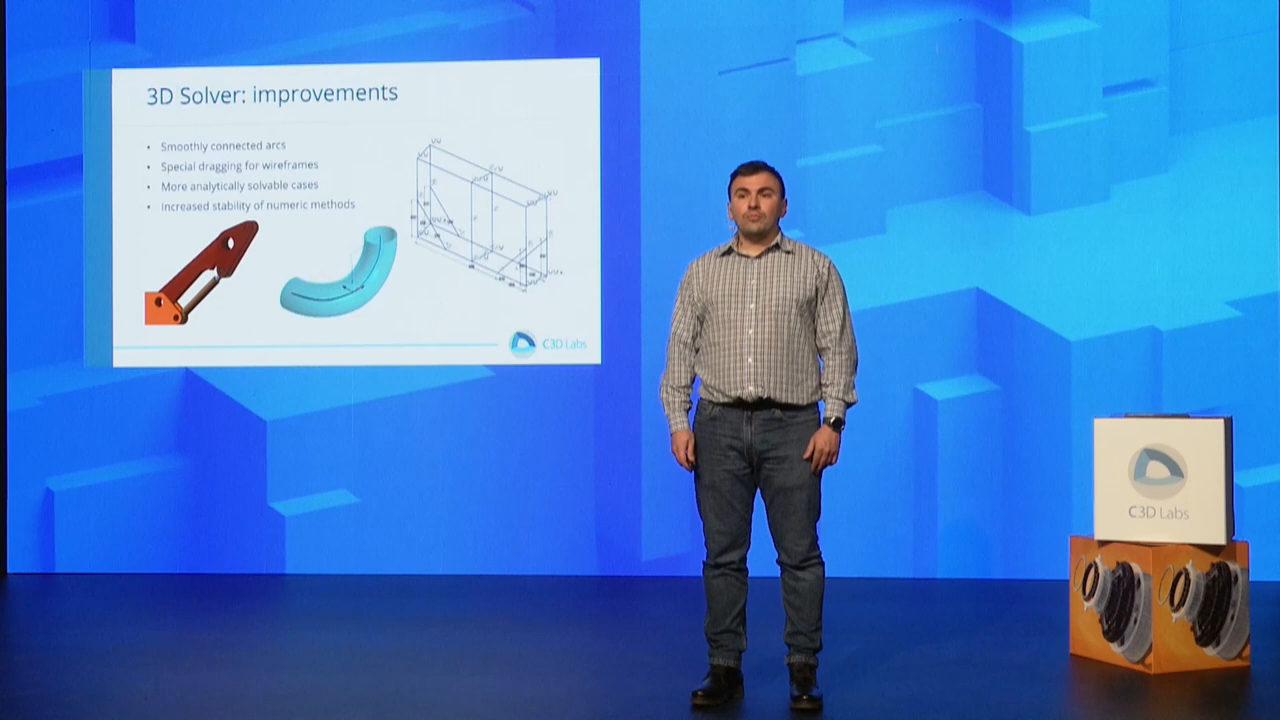 3D Solver: improvements
• Smoothly connected arcs
• Special dragging for wireframes
• More analytically solvable cases
• Increased stability of numeric methods
C3D Labs
C3D Labs